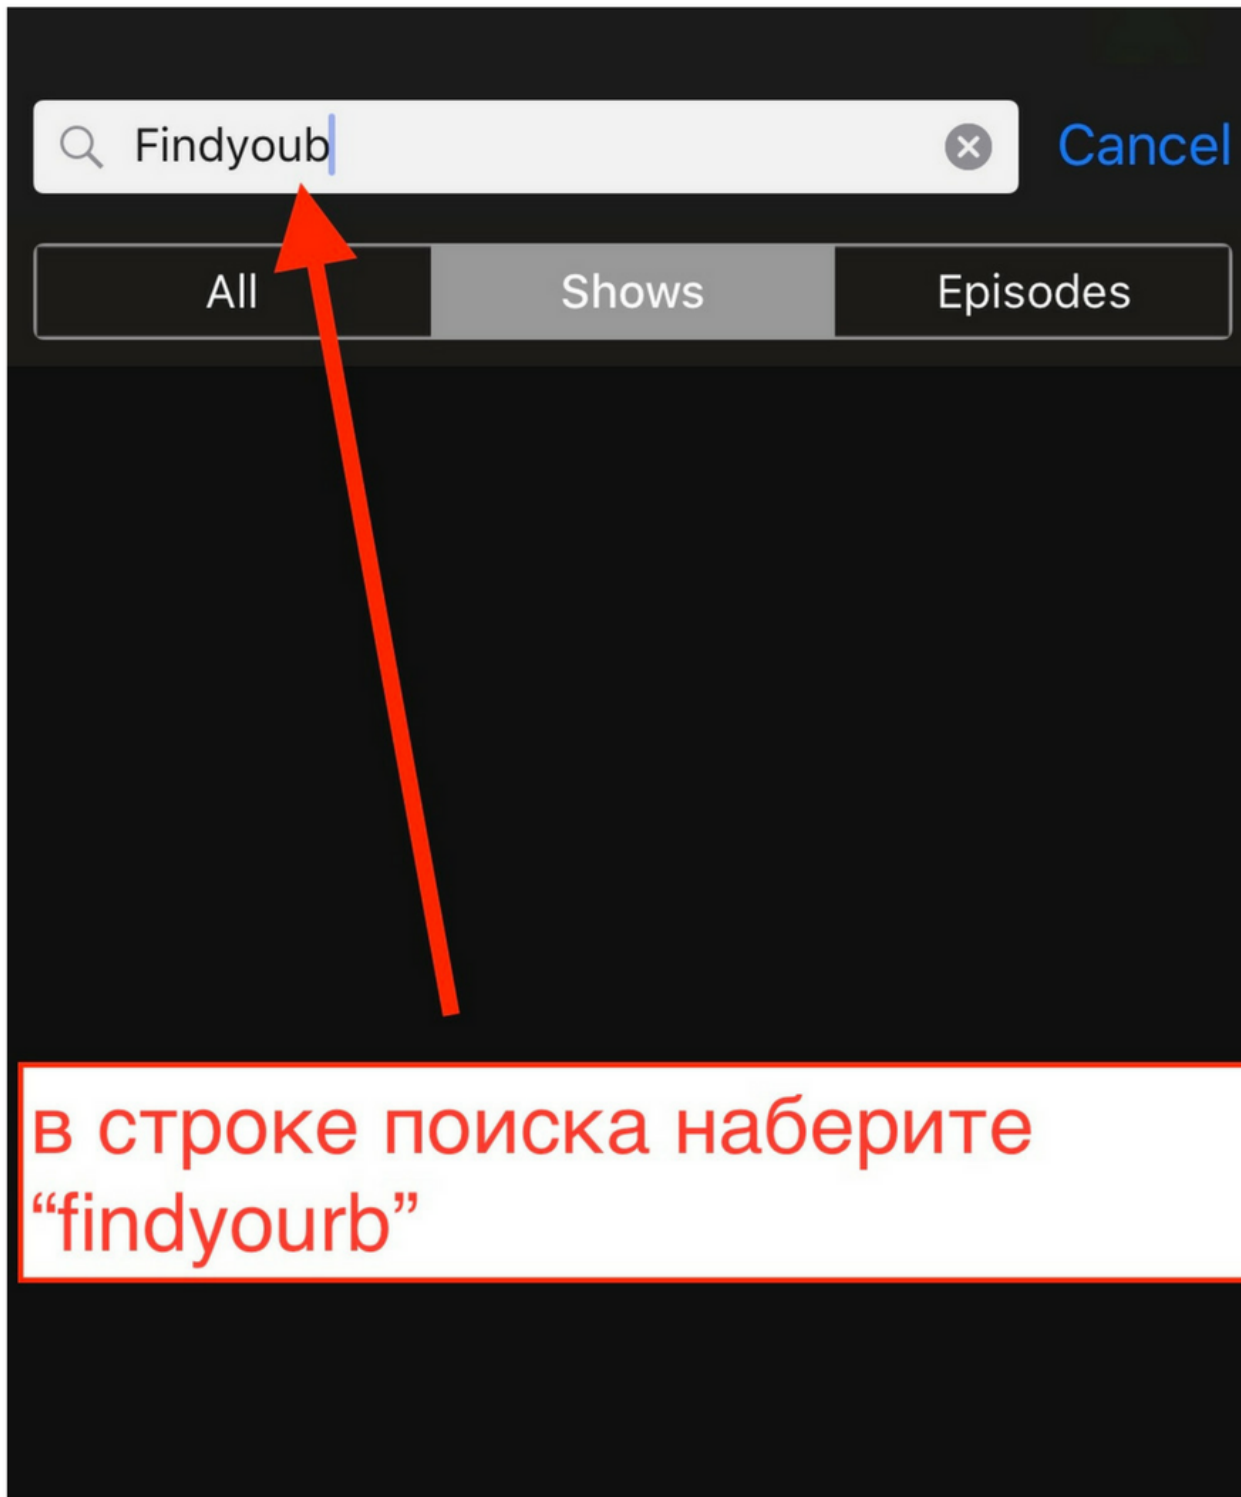 Findyoub
Cancel
All
Shows
Episodes
в строке поиска наберите
“findyourb”